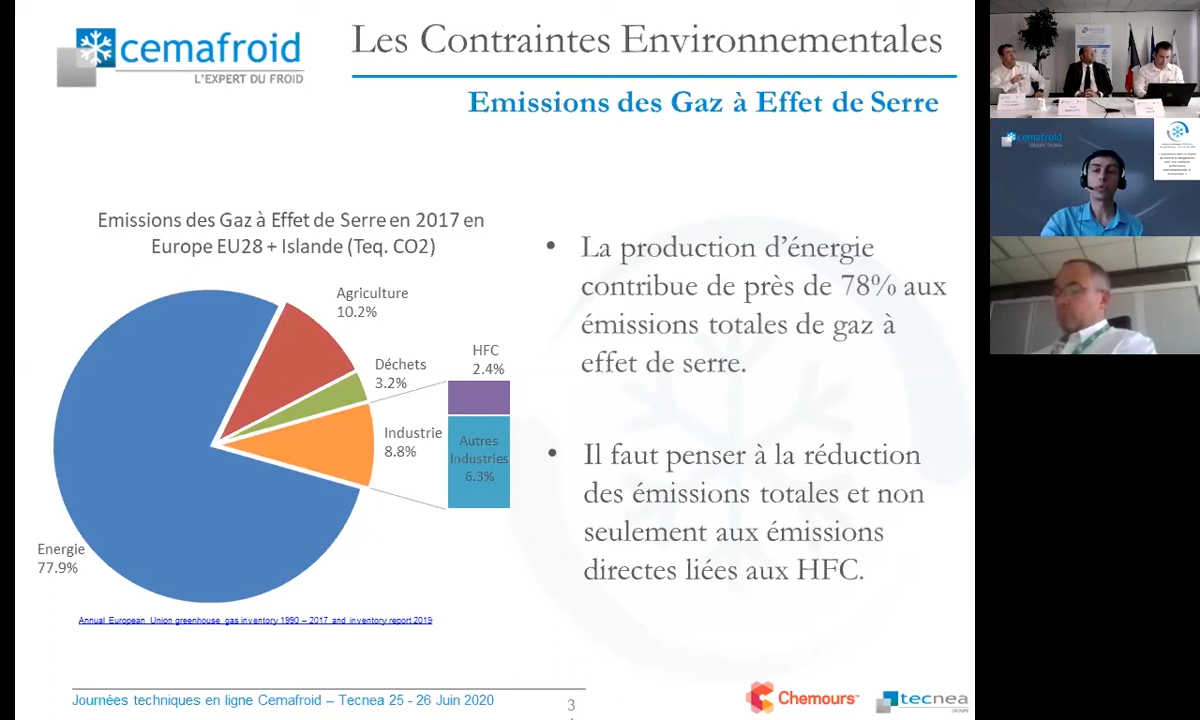 cemafroid
L'EXPERT DU FROID
Les Contraintes Environnementales
Emissions des Gaz à Effet de Serre
Emissions des Gaz à Effet de Serre en 2017 en
Europe EU28 + Islande (Teq. CO2)
Agriculture
10.2%
Déchets
3.2%
HFC
2.4%
Industrie
8.8%
Autres
Industries
6.3%
Energie
77.9%
Annual European Union greenhouse gas inventory 1990 – 2017 and inventory report 2019
• La production d'énergie
contribue de près de 78% aux
émissions totales de gaz à
effet de serre.
• Il faut penser à la réduction
des émissions totales et non
seulement aux émissions
directes liées aux HFC.
Journées techniques en ligne Cemafroid – Tecnea 25 - 26 Juin 2020
3
Chemours™
tecnea
cemafroid